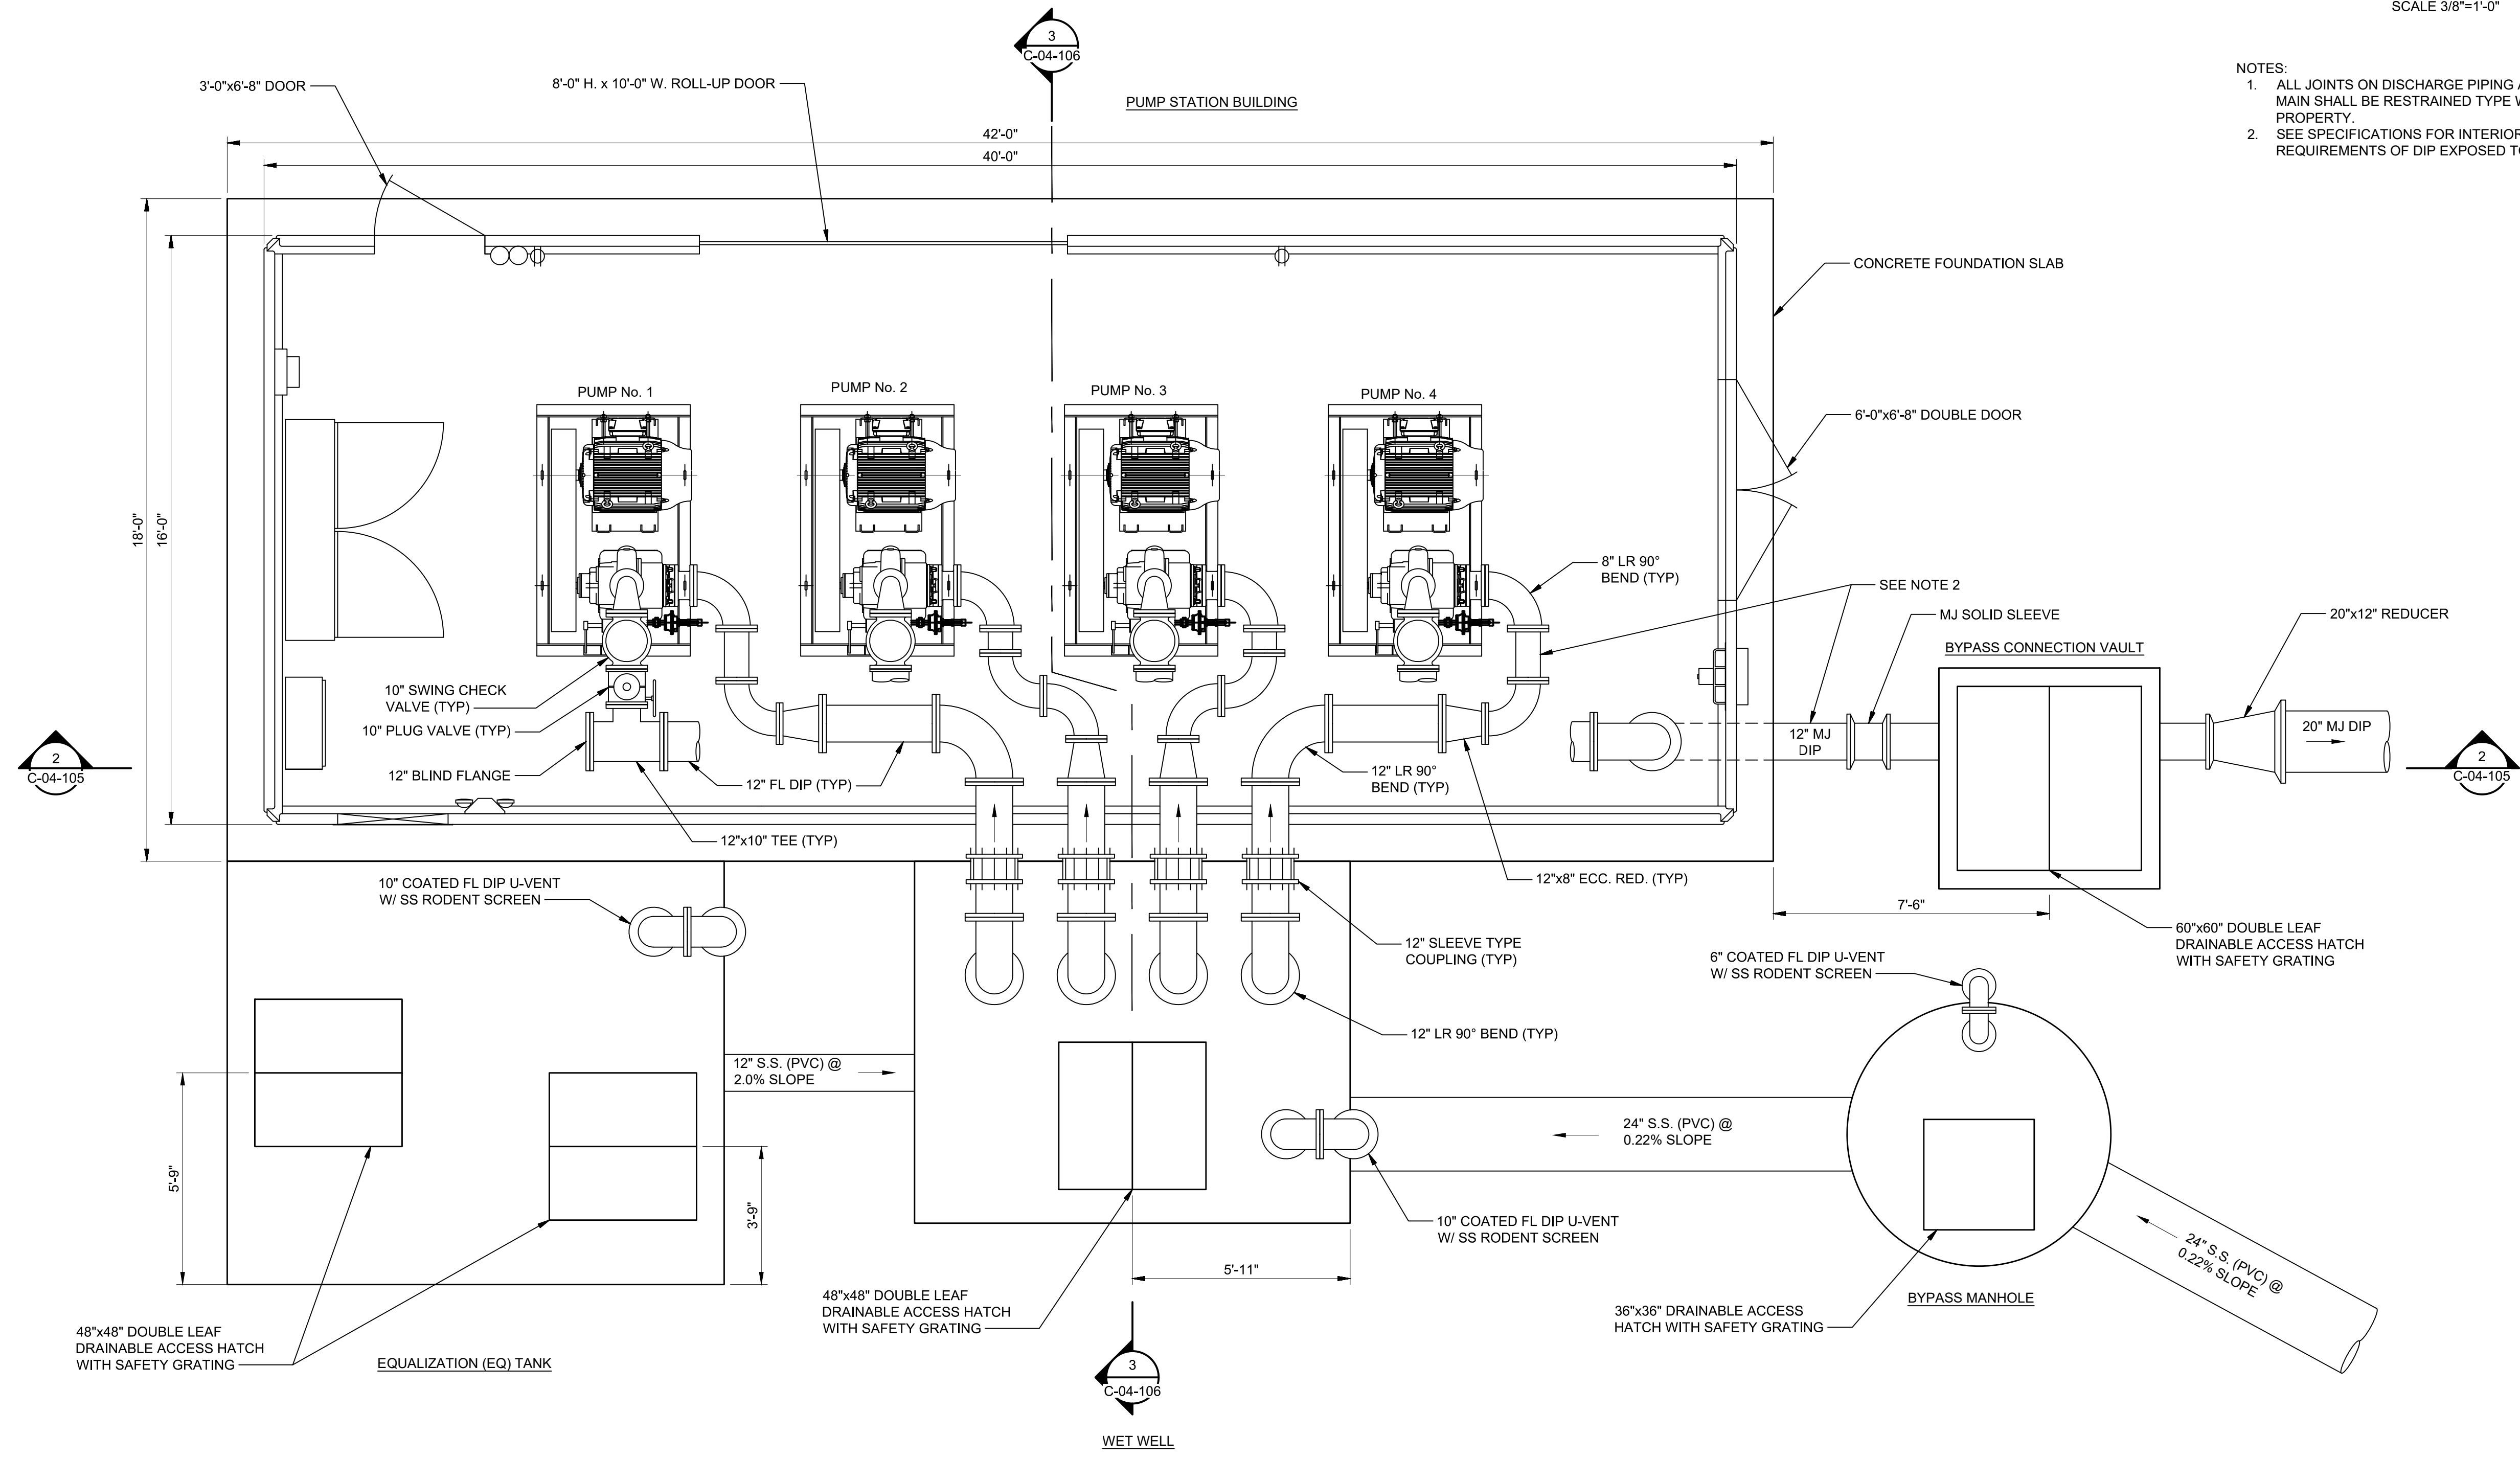 SCALE 3/8"=1'-0"
NOTES:
1. ALL JOINTS ON DISCHARGE PIPING
MAIN SHALL BE RESTRAINED TYPE
PROPERTY.
2. SEE SPECIFICATIONS FOR INTERIOR
REQUIREMENTS OF DIP EXPOSED
3
C-04-106
3'-0"x6'-8" DOOR
8'-0" H. x 10'-0" W. ROLL-UP DOOR
PUMP STATION BUILDING
42'-0"
40'-0"
CONCRETE FOUNDATION SLAB
PUMP No. 1
PUMP No. 2
PUMP No. 3
PUMP No. 4
6'-0"x6'-8" DOUBLE DOOR
18'-0"
16'-0"
8" LR 90°
BEND (TYP)
SEE NOTE 2
MJ SOLID SLEEVE
20"x12" REDUCER
BYPASS CONNECTION VAULT
10" SWING CHECK
VALVE (TYP)
10" PLUG VALVE (TYP)
12" BLIND FLANGE
12" FL DIP (TYP)
12"x10" TEE (TYP)
12" LR 90°
BEND (TYP)
12" MJ
DIP
20" MJ DIP
2
C-04-105
2
C-04-105
10" COATED FL DIP U-VENT
W/ SS RODENT SCREEN
12"x8" ECC. RED. (TYP)
7'-6"
12" SLEEVE TYPE
COUPLING (TYP)
60"x60" DOUBLE LEAF
DRAINABLE ACCESS HATCH
WITH SAFETY GRATING
6" COATED FL DIP U-VENT
W/ SS RODENT SCREEN
12" LR 90° BEND (TYP)
12" S.S. (PVC) @
2.0% SLOPE
24" S.S. (PVC) @
0.22% SLOPE
5'-9"
3'-9"
10" COATED FL DIP U-VENT
W/ SS RODENT SCREEN
24" S.S. (PVC) @
0.22% SLOPE
5'-11"
48"x48" DOUBLE LEAF
DRAINABLE ACCESS HATCH
WITH SAFETY GRATING
BYPASS MANHOLE
36"x36" DRAINABLE ACCESS
HATCH WITH SAFETY GRATING
48"x48" DOUBLE LEAF
DRAINABLE ACCESS HATCH
WITH SAFETY GRATING
EQUALIZATION (EQ) TANK
3
C-04-106
WET WELL